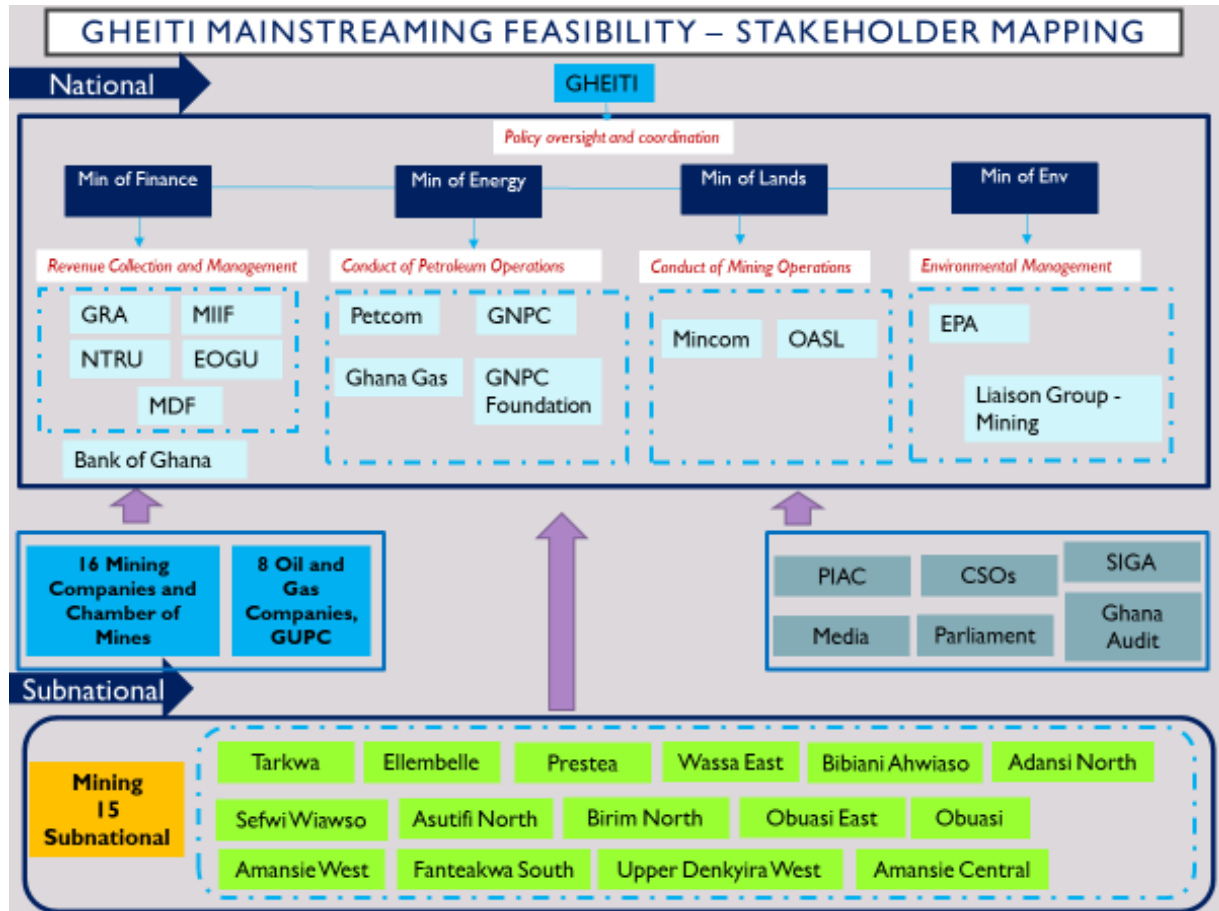 GHEITI MAINSTREAMING FEASIBILITY – STAKEHOLDER MAPPING
National
GHEITI
Policy oversight and coordination
Min of Finance
Min of Energy
Min of Lands
Min of Env
Revenue Collection and Management
Conduct of Petroleum Operations
Conduct of Mining Operations
Environmental Management
GRA
MIIF
NTRU
EOGU
MDF
Bank of Ghana
Petcom
GNPC
Ghana Gas
GNPC
Foundation
Mincom
OASL
EPA
Liaison Group -
Mining
16 Mining
Companies and
Chamber of
Mines
8 Oil and
Gas
Companies,
GUPC
PIAC
CSOs
SIGA
Media
Parliament
Ghana
Audit
Subnational
Mining
15
Subnational
Tarkwa
Ellembelle
Prestea
Wassa East
Bibiani Ahwiaso
Adansi North
Sefwi Wiawso
Asutifi North
Birim North
Obuasi East
Obuasi
Amansie West
Fanteakwa South
Upper Denkyira West
Amansie Central